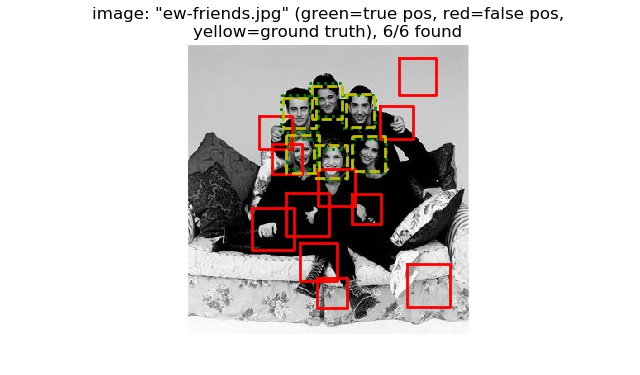 image: "ew-friends.jpg" (green=true pos, red=false pos,
yellow=ground truth), 6/6 found